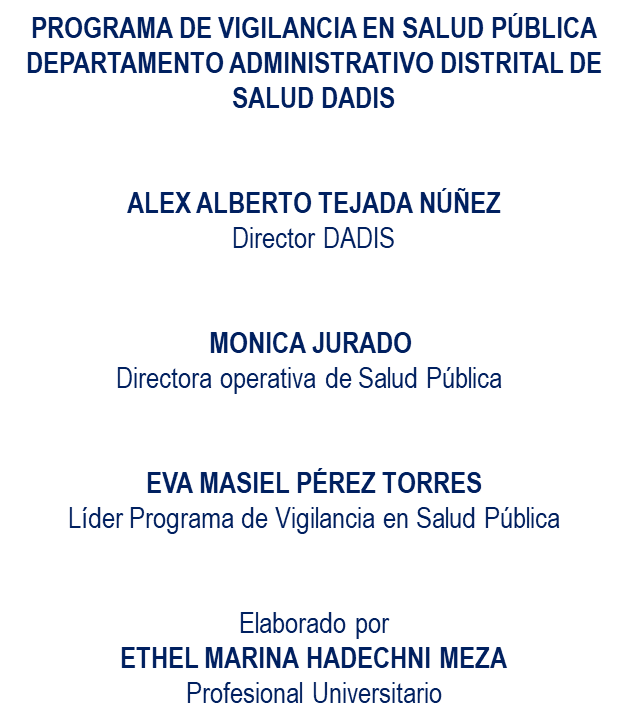 PROGRAMA DE VIGILANCIA EN SALUD PÚBLICA
DEPARTAMENTO ADMINISTRATIVO DISTRITAL DE
SALUD DADIS
ALEX ALBERTO TEJADA NÚÑEZ
Director DADIS
MONICA JURADO
Directora operativa de Salud Pública
EVA MASIEL PÉREZ TORRES
Líder Programa de Vigilancia en Salud Pública
Elaborado por
ETHEL MARINA HADECHNI MEZA
Profesional Universitario